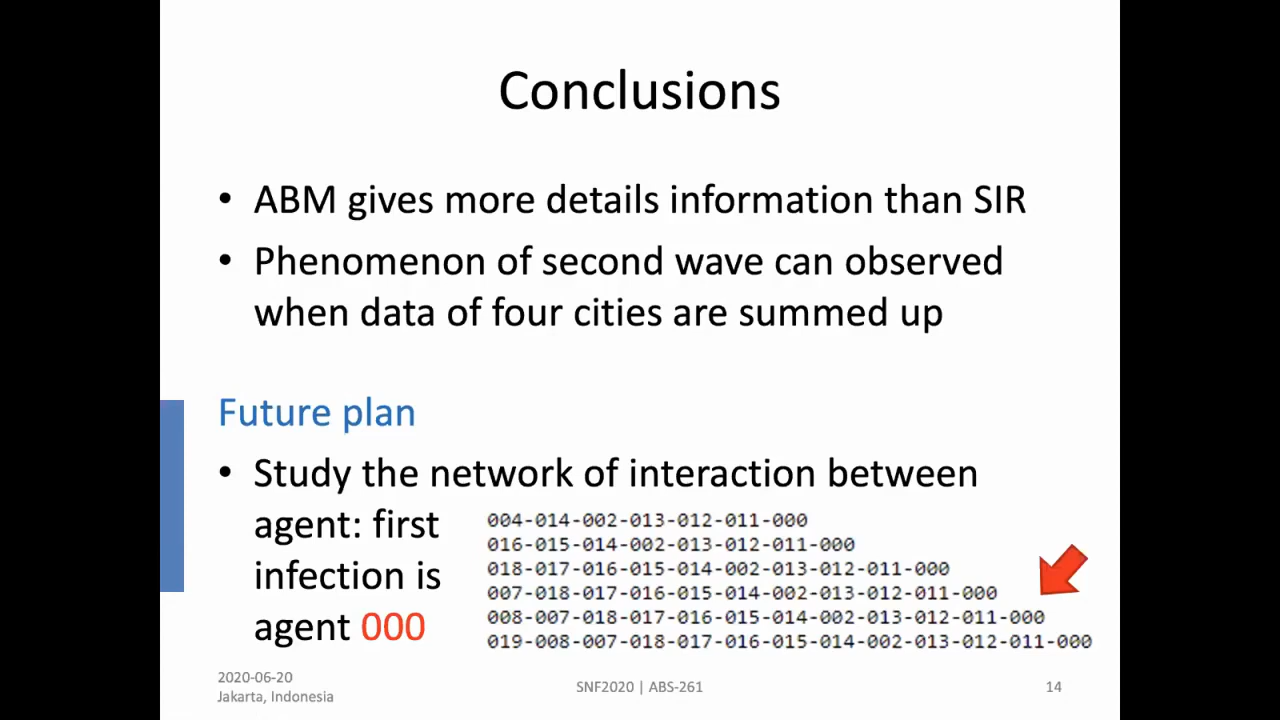 Conclusions
• ABM gives more details information than SIR
• Phenomenon of second wave can observed
when data of four cities are summed up
Future plan
• Study the network of interaction between
agent: first
infection is
agent 000
004-014-002-013-012-011-000
016-015-014-002-013-012-011-000
018-017-016-015-014-002-013-012-011-000
007-018-017-016-015-014-002-013-012-011-000
008-007-018-017-016-015-014-002-013-012-011-000
019-008-007-018-017-016-015-014-002-013-012-011-000
2020-06-20
Jakarta, Indonesia
SNF2020 | ABS-261
14